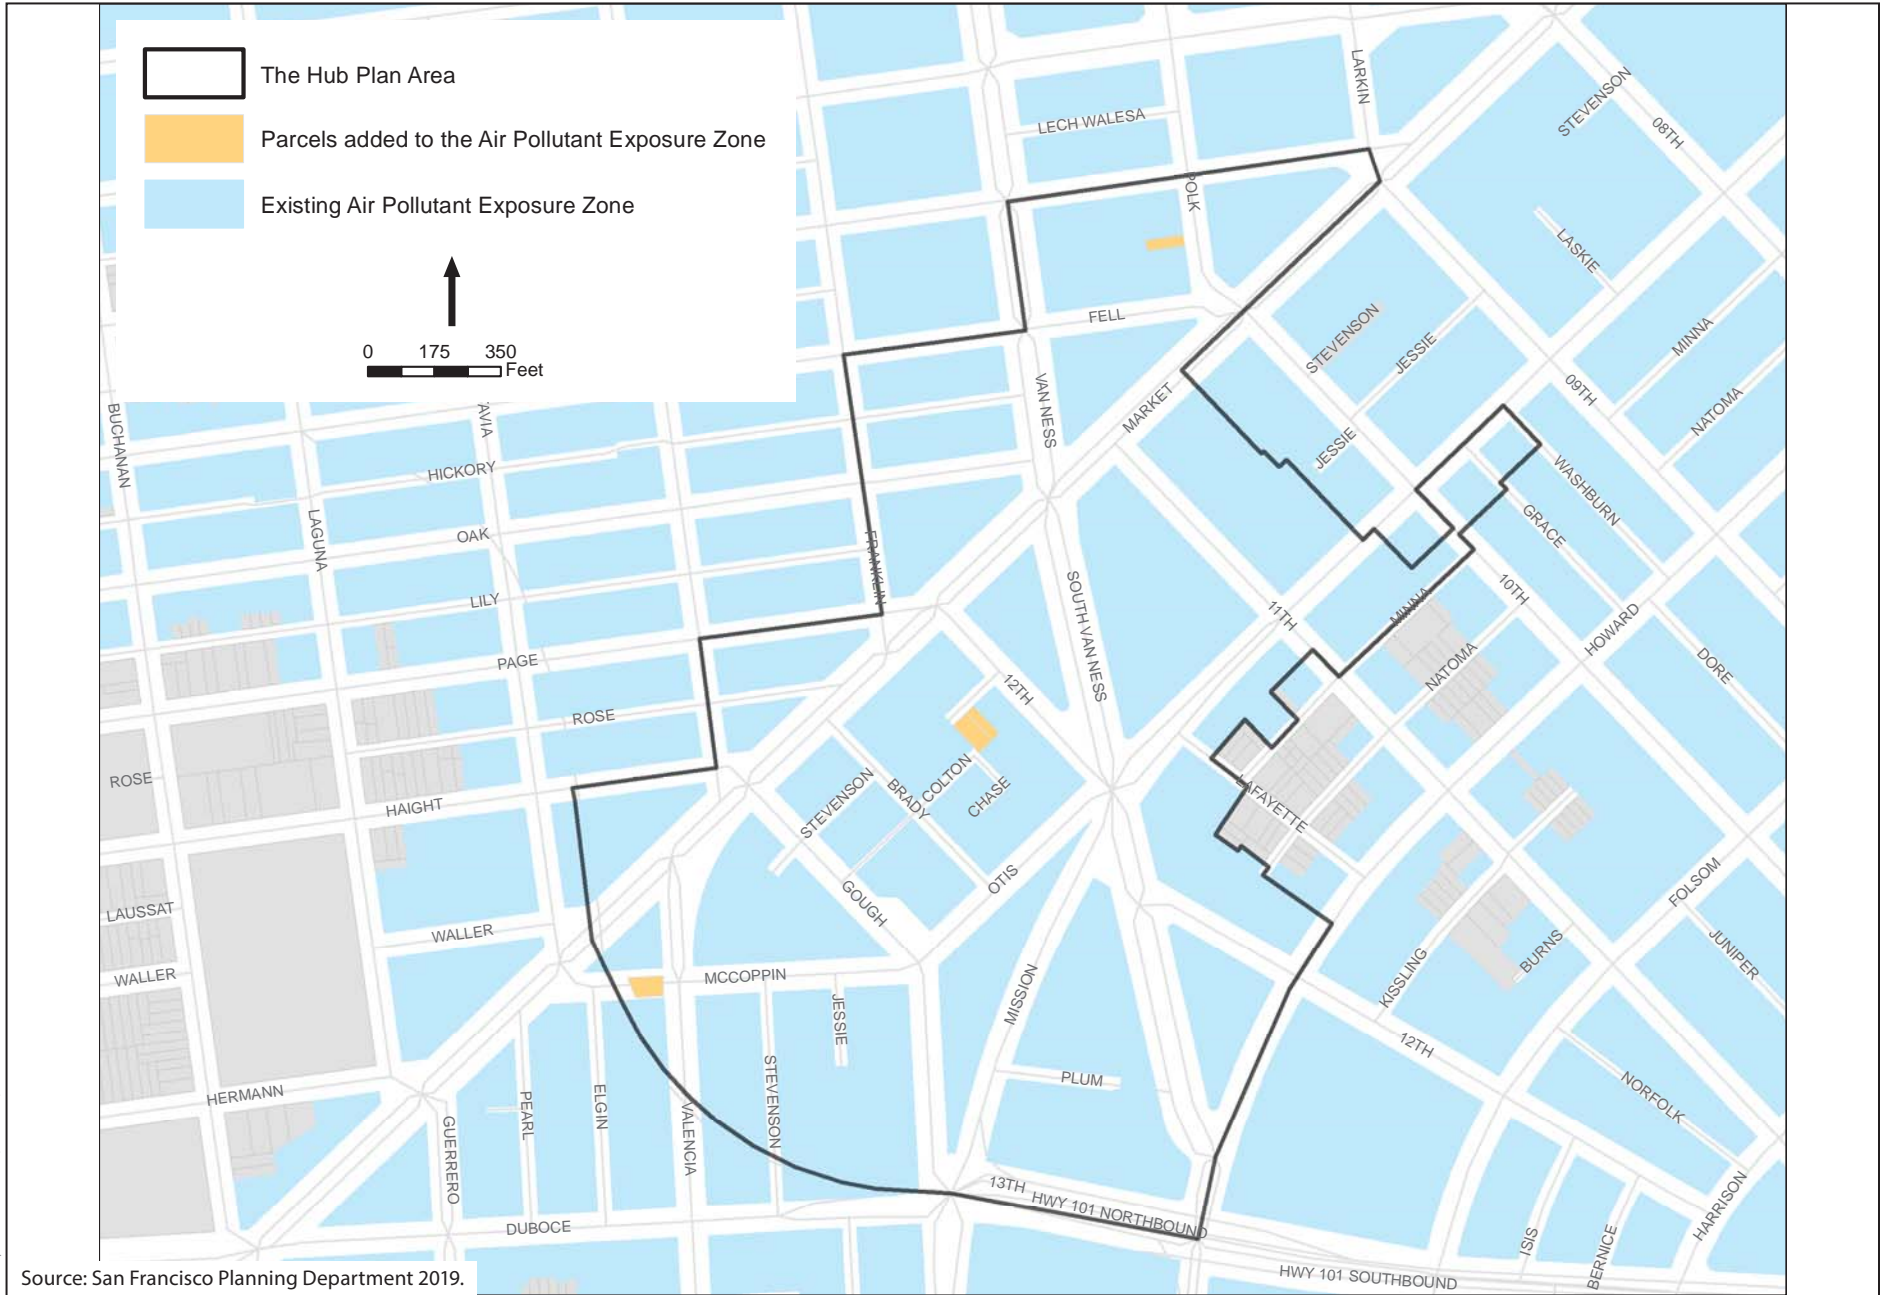 The Hub Plan Area
Parcels added to the Air Pollutant Exposure Zone
Existing Air Pollutant Exposure Zone
0 175 350
Feet
LARKIN
STEVENSON
LECH WALESA
08TH
POLK
LASKIE
FELL
STEVENSON
JESSIE
MINNA
VAN NESS
MARKET
09TH
NATOMA
BUCHANAN
AVIA
JESSIE
HICKORY
WASHBURN
LAGUNA
OAK
GRACE
FRANKLIN
LILY
SOUTH VAN NESS
11TH
MINNA
10TH
HOWARD
PAGE
NATOMA
DORE
12TH
ROSE
ROSE
STEVENSON
BRADY
COLTON
CHASE
HAIGHT
LAFAYETTE
OTIS
GOUGH
FOLSOM
LAUSSAT
WALLER
WALLER
MCCOPPIN
JESSIE
MISSION
KISSLING
BURNS
JUNIPER
12TH
PLUM
HERMANN
PEARL
ELGIN
VALENCIA
STEVENSON
NORFOLK
GUERRERO
13TH
HWY 101 NORTHBOUND
DUBOCE
ISIS
BERNICE
HARRISON
HWY 101 SOUTHBOUND
Source: San Francisco Planning Department 2019.